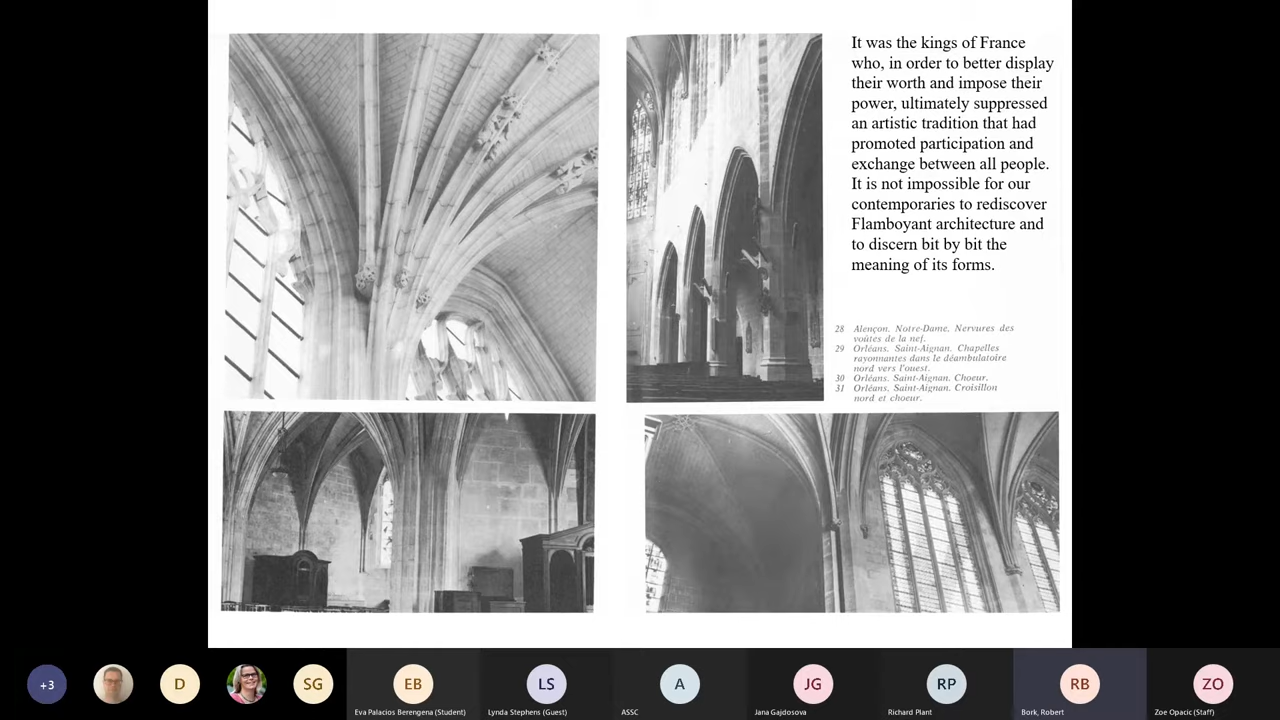 It was the kings of France
who, in order to better display
their worth and impose their
power, ultimately suppressed
an artistic tradition that had
promoted participation and
exchange between all people.
It is not impossible for our
contemporaries to rediscover
Flamboyant architecture and
to discern bit by bit the
meaning of its forms.
28 Alençon. Notre-Dame. Nervures des
voûtes de la nef.
29 Orléans. Saint-Aignan. Chapelles
rayonnantes dans le déambulatoire
nord vers l'ouest.
30 Orléans. Saint-Aignan. Choeur.
31 Orléans. Saint-Aignan. Croisillon
nord et choeur.
+3 D SG EB LS A JG RP RB ZO
Eva Palacios Berengena (Student) Lynda Stephens (Guest) ASSC Jana Gajdosova Richard Plant Bork, Robert Zoe Opacic (Staff)